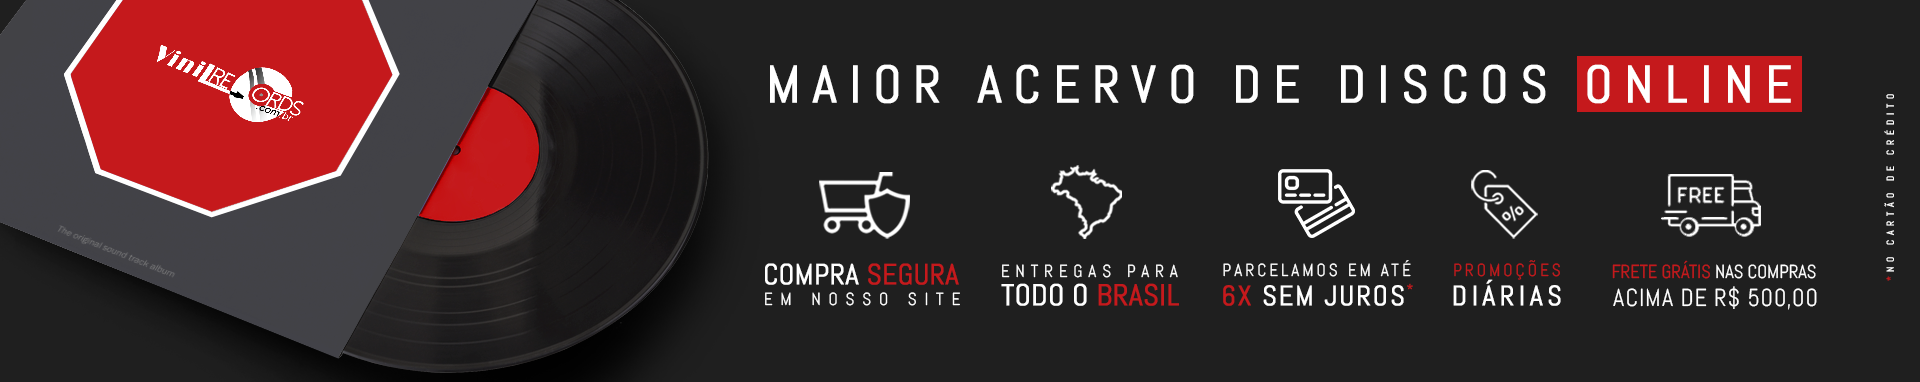 VinilRECORDS
.com.br
The original sound track album
MAIOR ACERVO DE DISCOS ONLINE
COMPRA SEGURA
EM NOSSO SITE
ENTREGAS PARA
TODO O BRASIL
PARCELAMOS EM ATÉ
6X SEM JUROS*
PROMOÇÕES
DIÁRIAS
%
FREE
FRETE GRÁTIS NAS COMPRAS
ACIMA DE R$ 500,00
*NO CARTÃO DE CRÉDITO